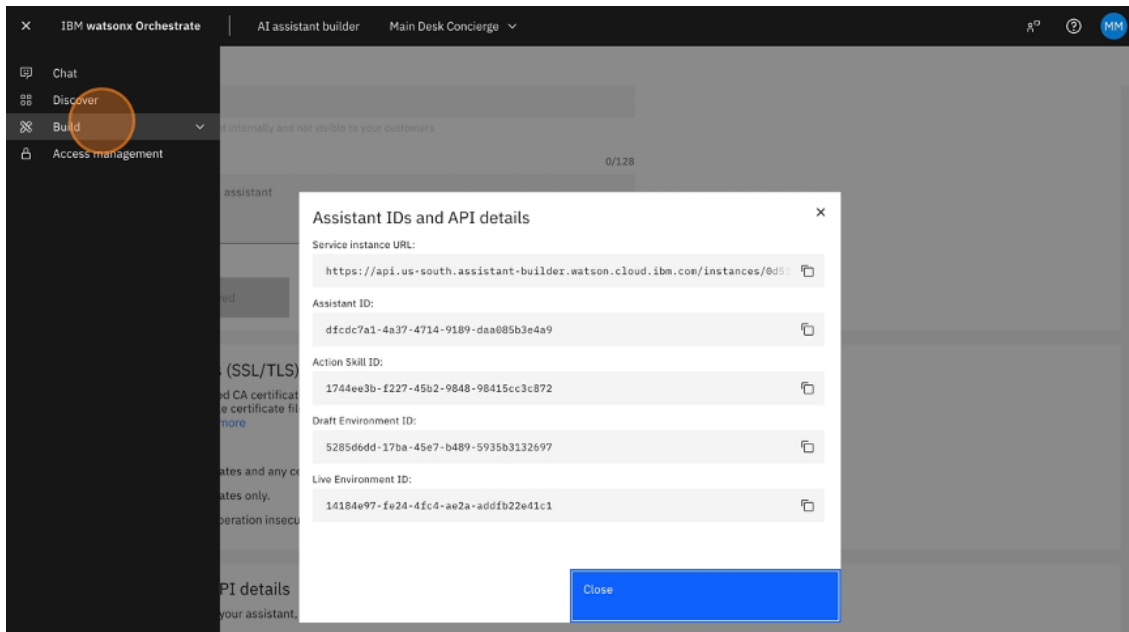 IBM watsonx Orchestrate
AI assistant builder
Main Desk Concierge
MM
Chat
Discover
Build
Access management
t internally and not visible to your customers
0/128
assistant
ved
(SSL/TLS)
ed CA certificat
e certificate fil
more
ates and any ce
ates only.
peration insecu
PI details
your assistant,
Assistant IDs and API details
Service instance URL:
https://api.us-south.assistant-builder.watson.cloud.ibm.com/instances/0d53
Assistant ID:
dfcdc7a1-4a37-4714-9189-daa085b3e4a9
Action Skill ID:
1744ee3b-f227-45b2-9848-98415cc3c872
Draft Environment ID:
5285d6dd-17ba-45e7-b489-5935b3132697
Live Environment ID:
14184e97-fe24-4fc4-ae2a-addfb22e41c1
Close